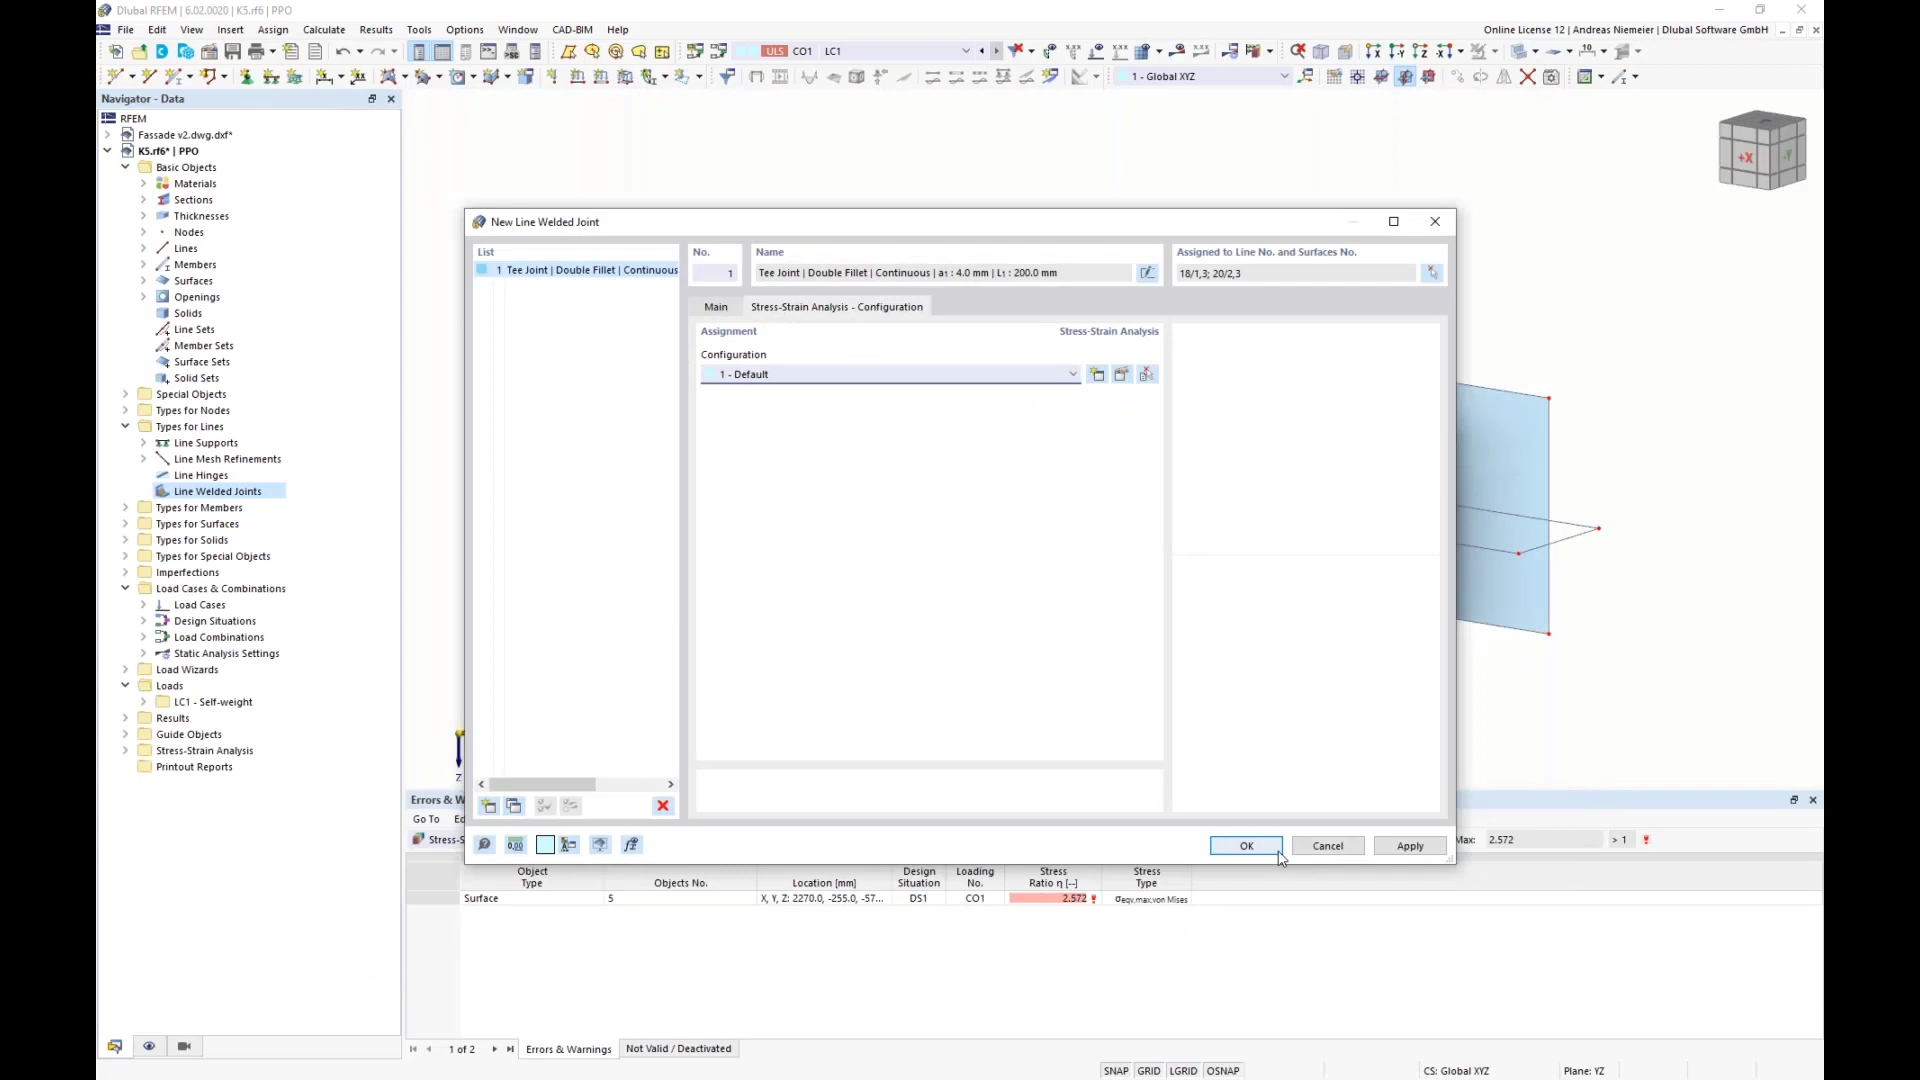 Dlubal RFEM | 6.02.0020 | K5.rf6 | PPO
File Edit View Insert Assign Calculate Results Tools Options Window CAD-BIM Help
Online License 12 | Andreas Niemeier | Dlubal Software GmbH
ULS CO1 LC1
1 - Global XYZ
Navigator - Data
RFEM
Fassade v2.dwg.dxf*
K5.rf6* | PPO
Basic Objects
Materials
Sections
Thicknesses
Nodes
Lines
Members
Surfaces
Openings
Solids
Line Sets
Member Sets
Surface Sets
Solid Sets
Special Objects
Types for Nodes
Types for Lines
Line Supports
Line Mesh Refinements
Line Hinges
Line Welded Joints
Types for Members
Types for Surfaces
Types for Solids
Types for Special Objects
Imperfections
Load Cases & Combinations
Load Cases
Design Situations
Load Combinations
Static Analysis Settings
Load Wizards
Loads
LC1 - Self-weight
Results
Guide Objects
Stress-Strain Analysis
Printout Reports
+X
-Y
Z
New Line Welded Joint
List
1 Tee Joint | Double Fillet | Continuous
No.
1
Name
Tee Joint | Double Fillet | Continuous | a₁ : 4.0 mm | L₁ : 200.0 mm
Assigned to Line No. and Surfaces No.
18/1,3; 20/2,3
Main Stress-Strain Analysis - Configuration
Assignment Stress-Strain Analysis
Configuration
1 - Default
OK Cancel Apply
Errors & W
Go To Ed
Stress-S
Max: 2.572 > 1
Object Type
Objects No.
Location [mm]
Design Situation
Loading No.
Stress Ratio η [--]
Stress Type
Surface 5 X, Y, Z: 2270.0, -255.0, -57... DS1 CO1 2.572 σeqv,max,von Mises
1 of 2 Errors & Warnings Not Valid / Deactivated
SNAP GRID LGRID OSNAP CS: Global XYZ Plane: YZ